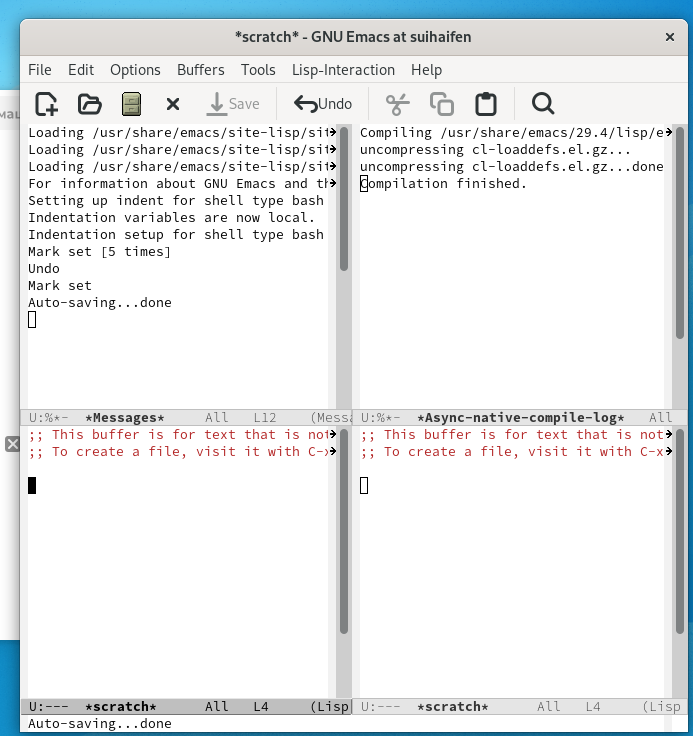 *scratch* - GNU Emacs at suihaifen
File Edit Options Buffers Tools Lisp-Interaction Help
Save Undo
Loading /usr/share/emacs/site-lisp/sit
Loading /usr/share/emacs/site-lisp/sit
Loading /usr/share/emacs/site-lisp/sit
For information about GNU Emacs and th
Setting up indent for shell type bash
Indentation variables are now local.
Indentation setup for shell type bash
Mark set [5 times]
Undo
Mark set
Auto-saving...done
U:%*- *Messages* All L12 (Messa
Compiling /usr/share/emacs/29.4/lisp/e
uncompressing cl-loaddefs.el.gz...
uncompressing cl-loaddefs.el.gz...done
Compilation finished.
U:%*- *Async-native-compile-log* All
;; This buffer is for text that is not
;; To create a file, visit it with C-x
U:--- *scratch* All L4 (Lisp
;; This buffer is for text that is not
;; To create a file, visit it with C-x
U:--- *scratch* All L4 (Lisp
Auto-saving...done